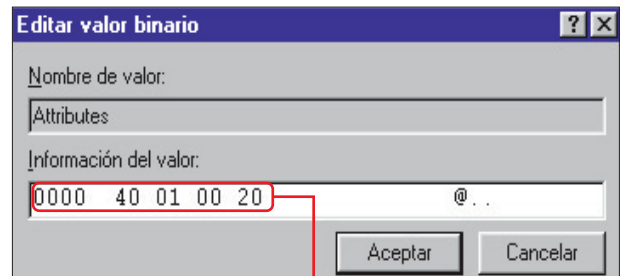 Editar valor binario
Nombre de valor:
Attributes
Información del valor:
0000 40 01 00 20 @..
Aceptar Cancelar